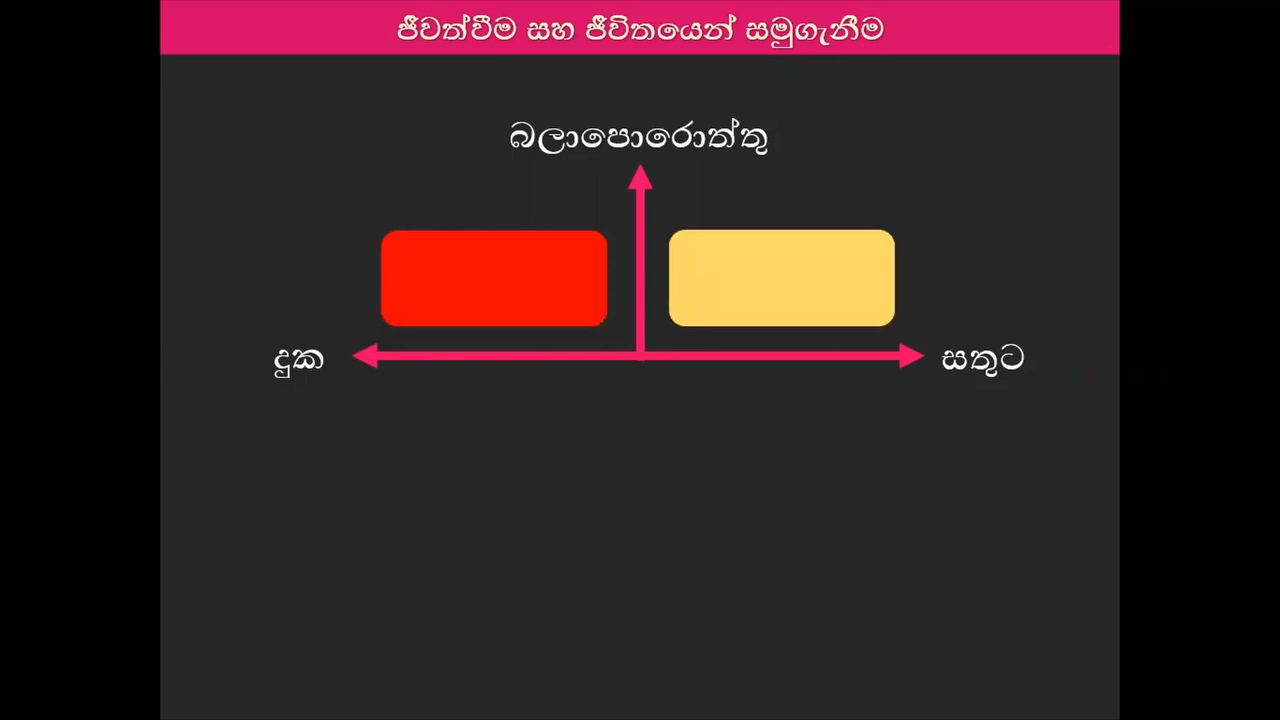 ජීවත්වීම සහ ජීවිතයෙන් සමුගැනීම
බලාපොරොත්තු
දුක
සතුට